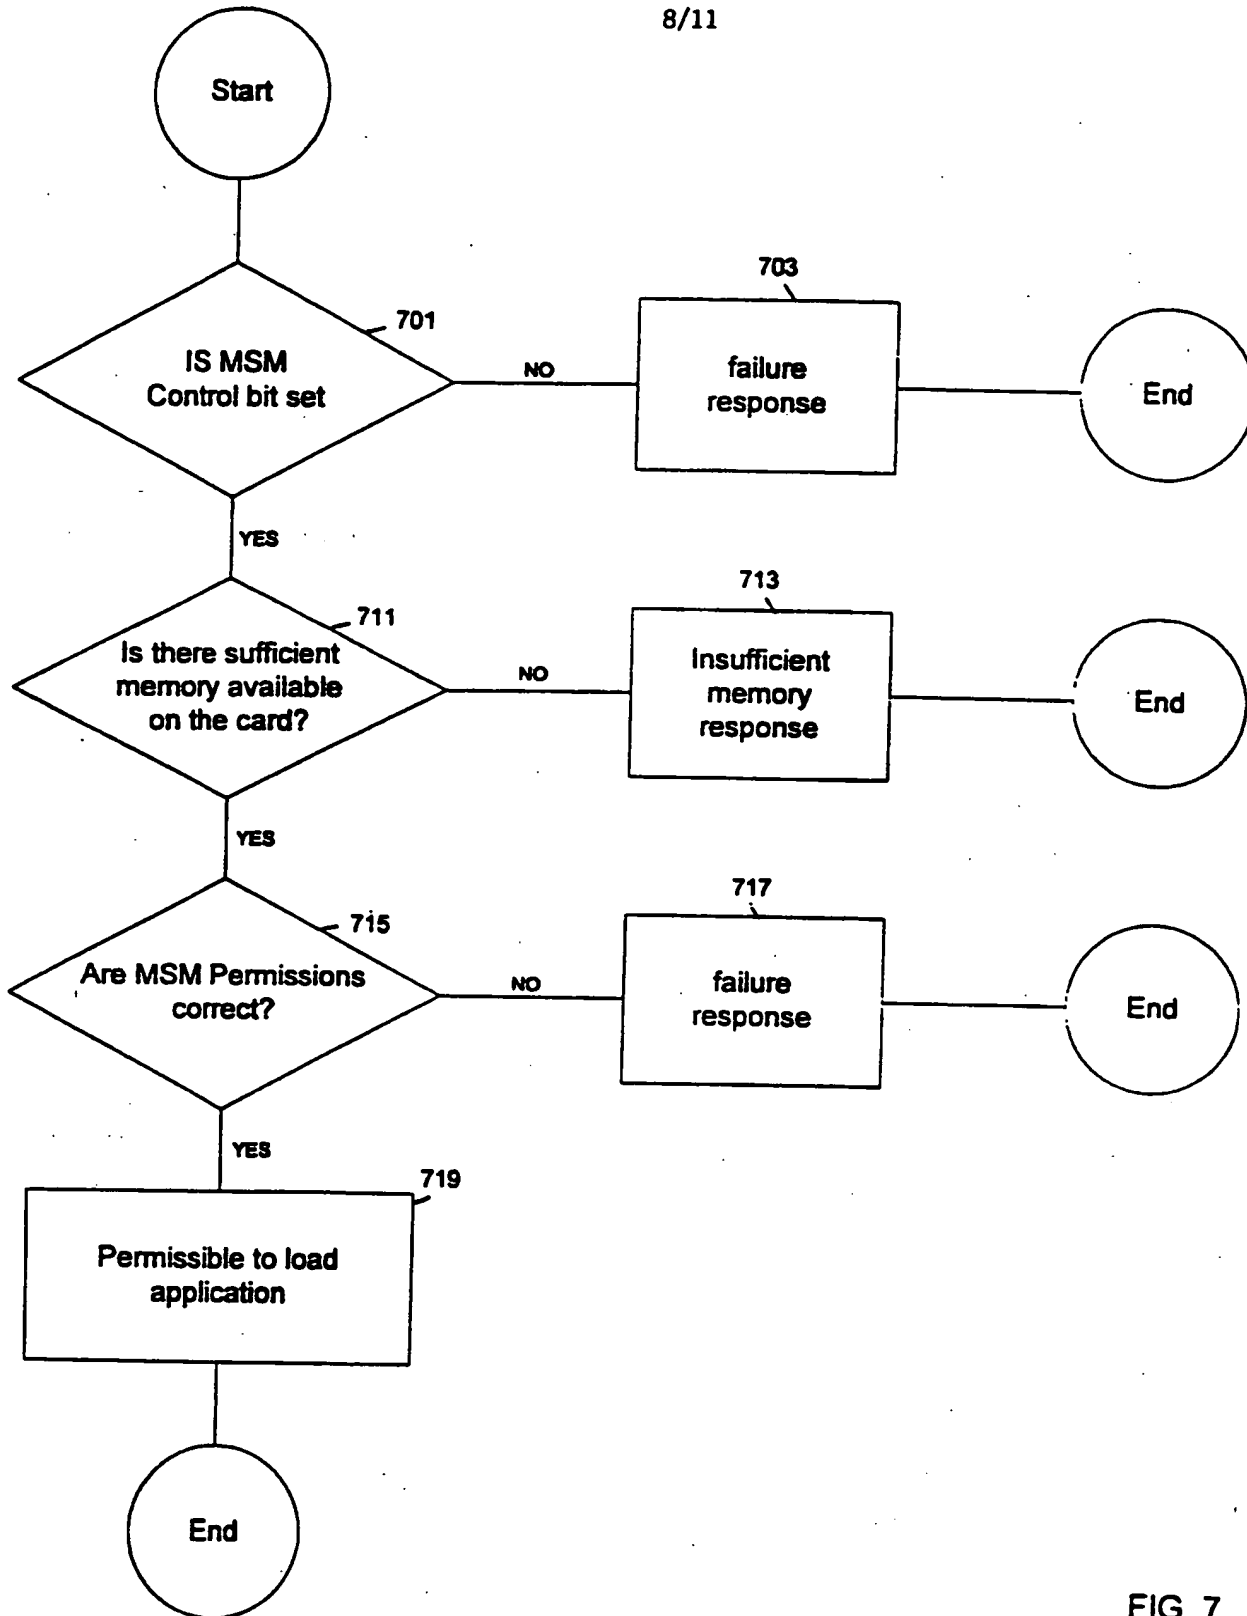 8/11
Start
701
IS MSM
Control bit set
NO
703
failure
response
End
YES
711
Is there sufficient
memory available
on the card?
NO
713
Insufficient
memory
response
End
YES
715
Are MSM Permissions
correct?
NO
717
failure
response
End
YES
719
Permissible to load
application
End
FIG. 7